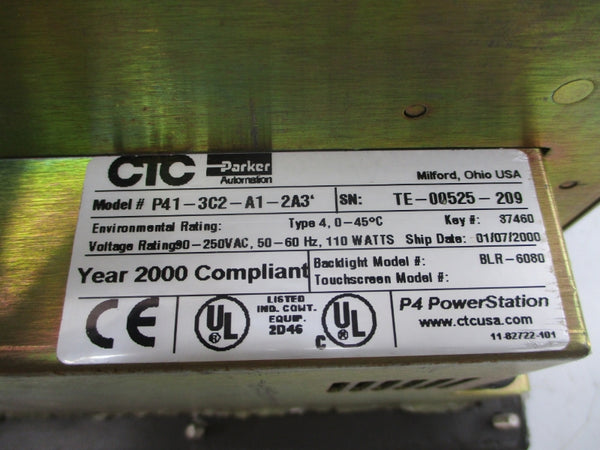 CTC Parker Automation Milford, Ohio USA
Model # P41-3C2-A1-2A3' SN: TE-00525-209
Environmental Rating: Type 4, 0-45°C Key #: 37460
Voltage Rating: 90-250VAC, 50-60 Hz, 110 WATTS Ship Date: 01/07/2000
Year 2000 Compliant
Backlight Model #: BLR-6080
Touchscreen Model #:
CE
UL
LISTED
IND. CONT.
EQUIP.
2D46
C UL
P4 PowerStation
www.ctcusa.com
11-82722-101